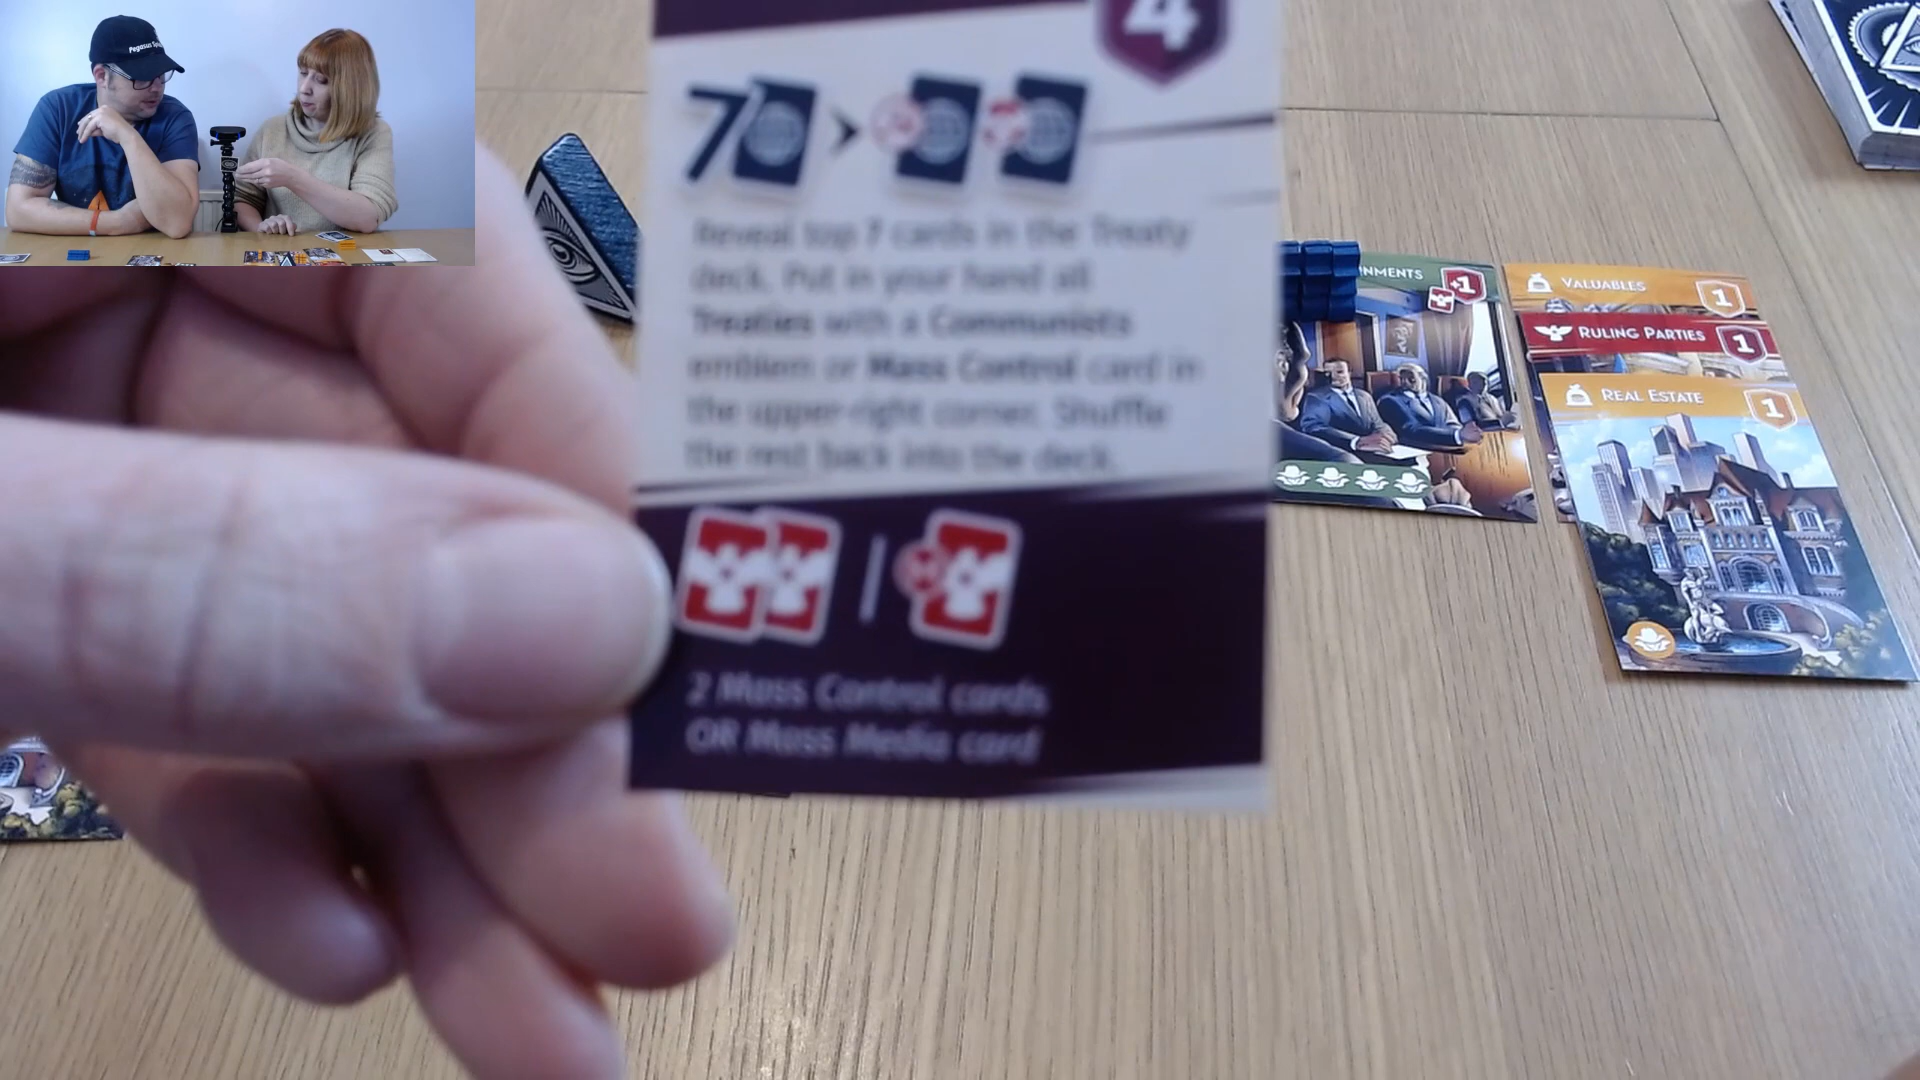 4
7
Reveal top 7 cards in the Treaty
deck. Put in your hand all
Treaties with a Communists
emblem or Mass Control card in
the upper-right corner. Shuffle
the rest back into the deck.
2 Mass Control cards
OR Mass Media card
NMENTS
+1
VALUABLES
1
RULING PARTIES
1
REAL ESTATE
1